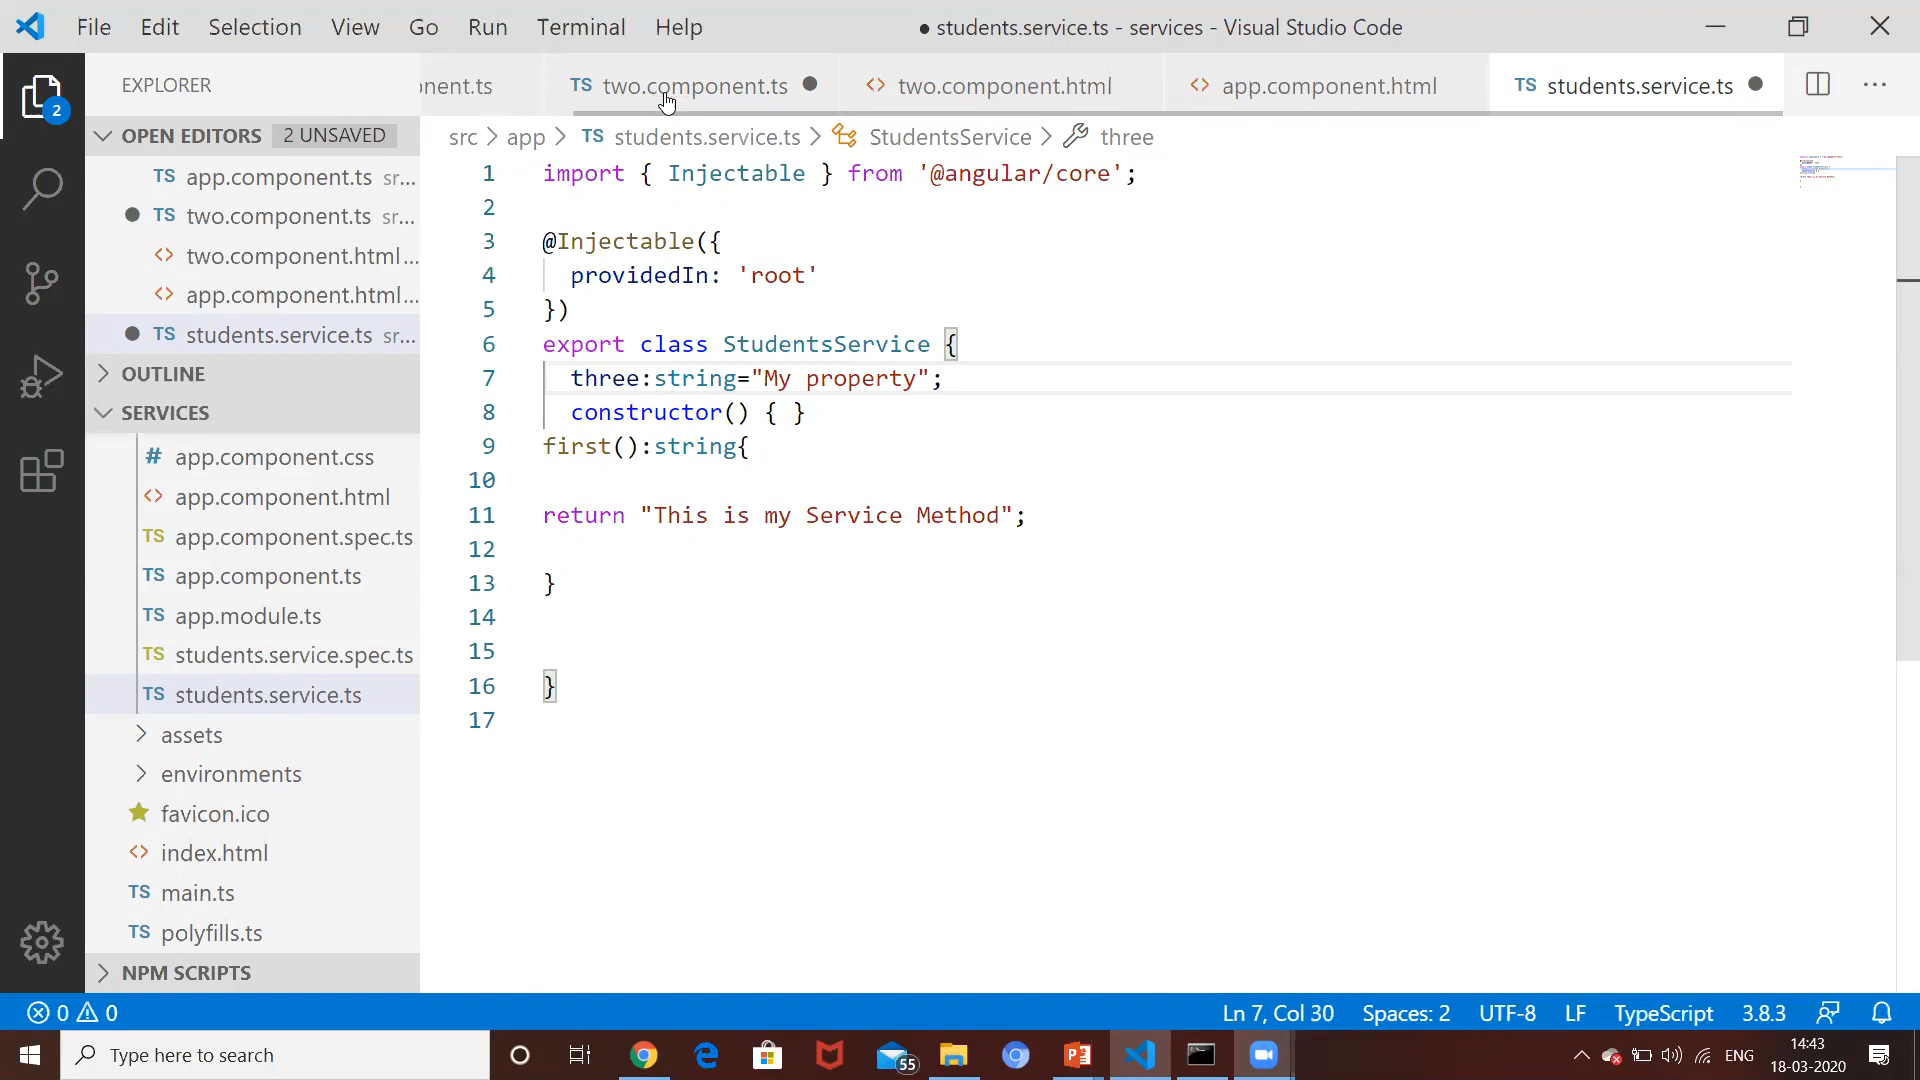 File Edit Selection View Go Run Terminal Help
● students.service.ts - services - Visual Studio Code
EXPLORER
onent.ts
TS two.component.ts
<> two.component.html
<> app.component.html
TS students.service.ts
2
OPEN EDITORS 2 UNSAVED
TS app.component.ts sr...
TS two.component.ts sr...
<> two.component.html...
<> app.component.html...
TS students.service.ts sr...
OUTLINE
SERVICES
# app.component.css
<> app.component.html
TS app.component.spec.ts
TS app.component.ts
TS app.module.ts
TS students.service.spec.ts
TS students.service.ts
assets
environments
favicon.ico
<> index.html
TS main.ts
TS polyfills.ts
NPM SCRIPTS
src > app > TS students.service.ts > StudentsService > three
1 import { Injectable } from '@angular/core';
2
3 @Injectable({
4 providedIn: 'root'
5 })
6 export class StudentsService {
7 three:string="My property";
8 constructor() { }
9 first():string{
10
11 return "This is my Service Method";
12
13 }
14
15
16 }
17
0 0
Ln 7, Col 30 Spaces: 2 UTF-8 LF TypeScript 3.8.3
Type here to search
55
ENG
14:43
18-03-2020